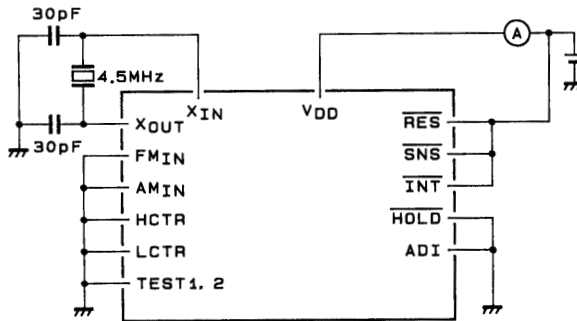 30pF
A
4.5MHz
XIN
VDD
XOUT
RES
30pF
FMIN
SNS
AMIN
INT
HCTR
HOLD
LCTR
ADI
TEST1, 2